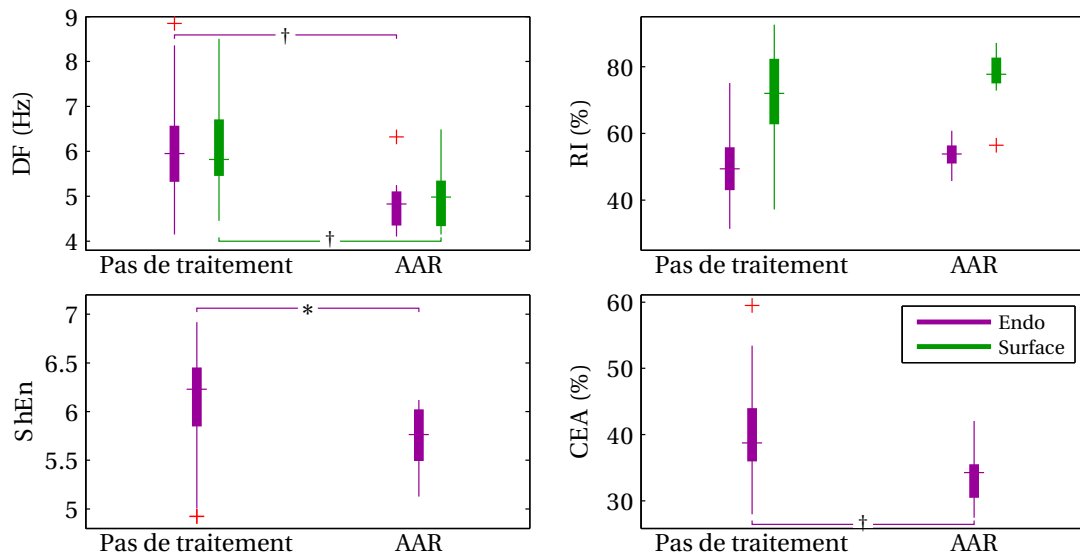 9
8
7
6
5
4
DF (Hz)
†
†
Pas de traitement AAR
80
60
40
RI (%)
Pas de traitement AAR
7
6.5
6
5.5
5
ShEn
*
Pas de traitement AAR
60
50
40
30
CEA (%)
Endo
Surface
†
Pas de traitement AAR